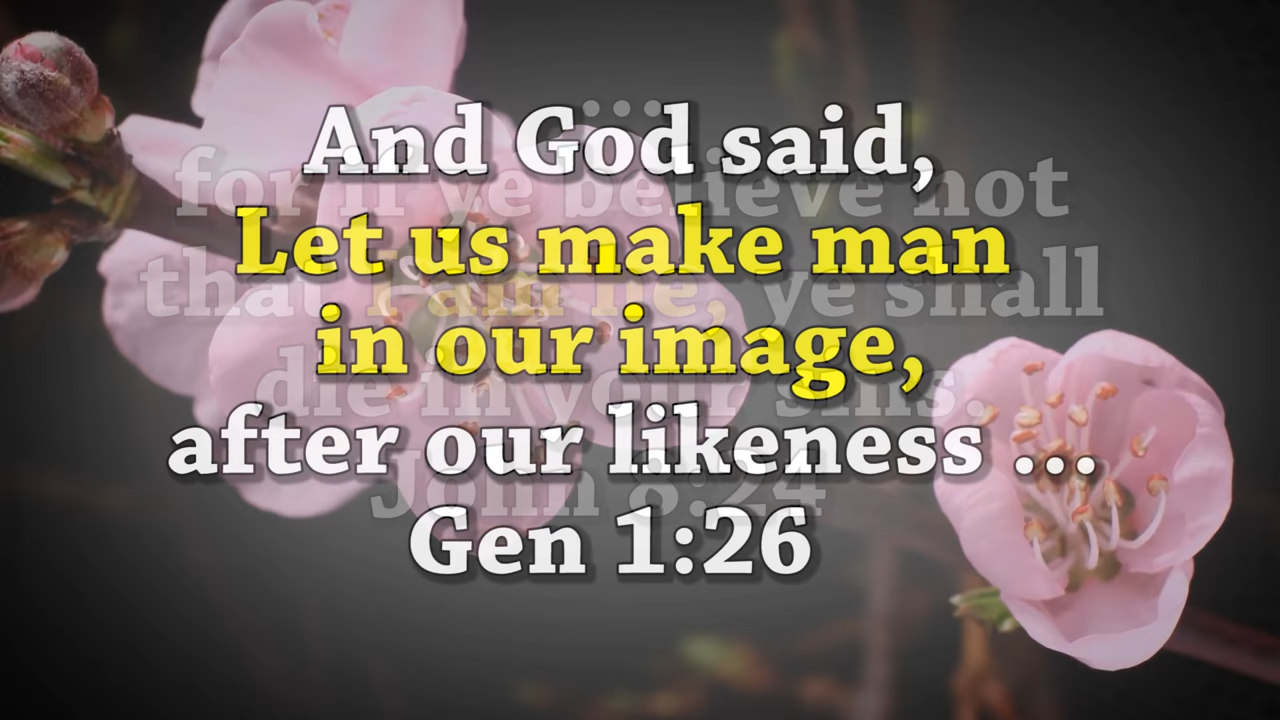 And God said,
Let us make man
in our image,
after our likeness ...
Gen 1:26
...
for if ye believe not
that I am he, ye shall
die in your sins.
John 8:24